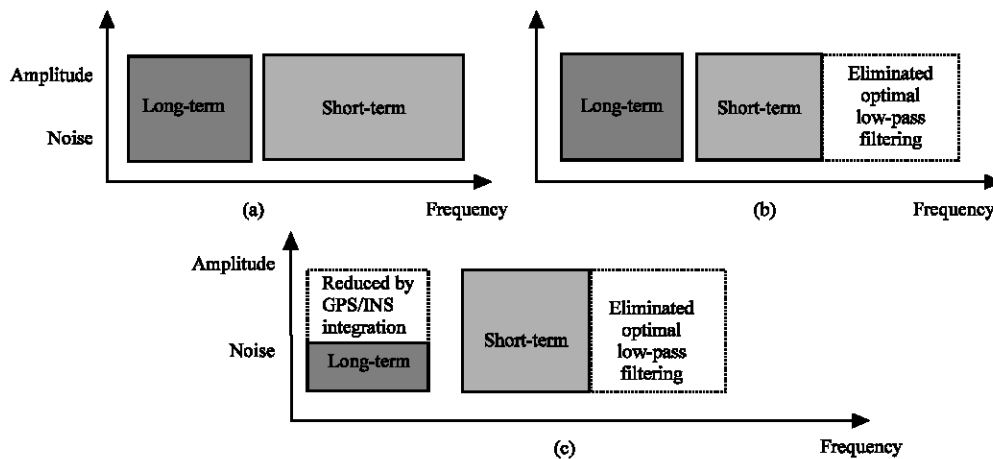 Amplitude
Noise
Long-term
Short-term
(a)
Frequency
Long-term
Short-term
Eliminated
optimal
low-pass
filtering
(b)
Frequency
Amplitude
Noise
Reduced by
GPS/INS
integration
Long-term
Short-term
Eliminated
optimal
low-pass
filtering
(c)
Frequency